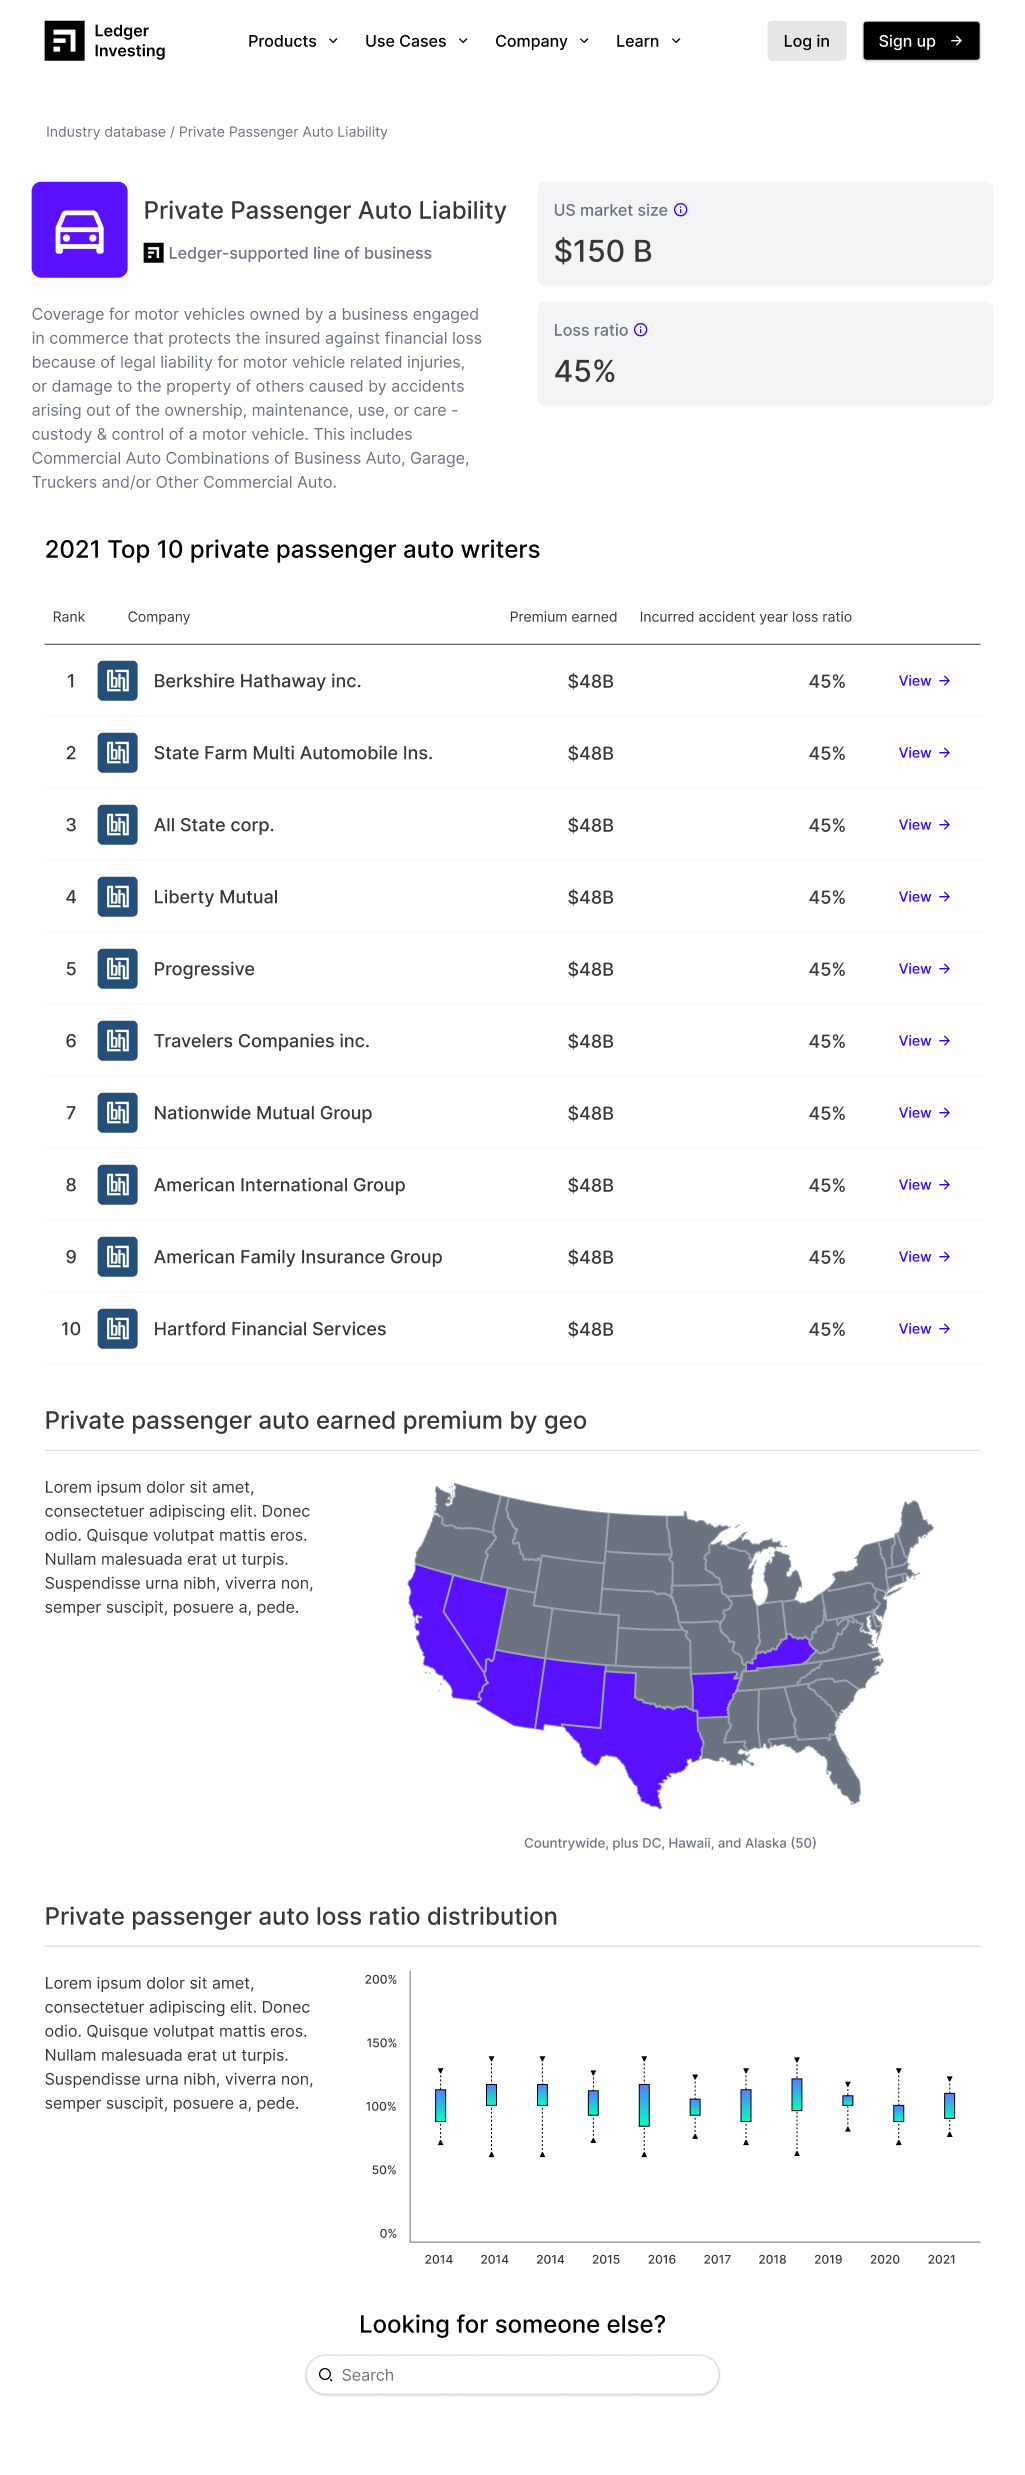 Ledger
Investing
Products
Use Cases
Company
Learn
Log in
Sign up
Industry database / Private Passenger Auto Liability
Private Passenger Auto Liability
Ledger-supported line of business
Coverage for motor vehicles owned by a business engaged
in commerce that protects the insured against financial loss
because of legal liability for motor vehicle related injuries,
or damage to the property of others caused by accidents
arising out of the ownership, maintenance, use, or care -
custody & control of a motor vehicle. This includes
Commercial Auto Combinations of Business Auto, Garage,
Truckers and/or Other Commercial Auto.
US market size
$150 B
Loss ratio
45%
2021 Top 10 private passenger auto writers
Rank Company Premium earned Incurred accident year loss ratio
1 bh Berkshire Hathaway inc. $48B 45% View
2 bh State Farm Multi Automobile Ins. $48B 45% View
3 bh All State corp. $48B 45% View
4 bh Liberty Mutual $48B 45% View
5 bh Progressive $48B 45% View
6 bh Travelers Companies inc. $48B 45% View
7 bh Nationwide Mutual Group $48B 45% View
8 bh American International Group $48B 45% View
9 bh American Family Insurance Group $48B 45% View
10 bh Hartford Financial Services $48B 45% View
Private passenger auto earned premium by geo
Lorem ipsum dolor sit amet,
consectetuer adipiscing elit. Donec
odio. Quisque volutpat mattis eros.
Nullam malesuada erat ut turpis.
Suspendisse urna nibh, viverra non,
semper suscipit, posuere a, pede.
Countrywide, plus DC, Hawaii, and Alaska (50)
Private passenger auto loss ratio distribution
Lorem ipsum dolor sit amet,
consectetuer adipiscing elit. Donec
odio. Quisque volutpat mattis eros.
Nullam malesuada erat ut turpis.
Suspendisse urna nibh, viverra non,
semper suscipit, posuere a, pede.
200%
150%
100%
50%
0%
2014 2014 2014 2015 2016 2017 2018 2019 2020 2021
Looking for someone else?
Search